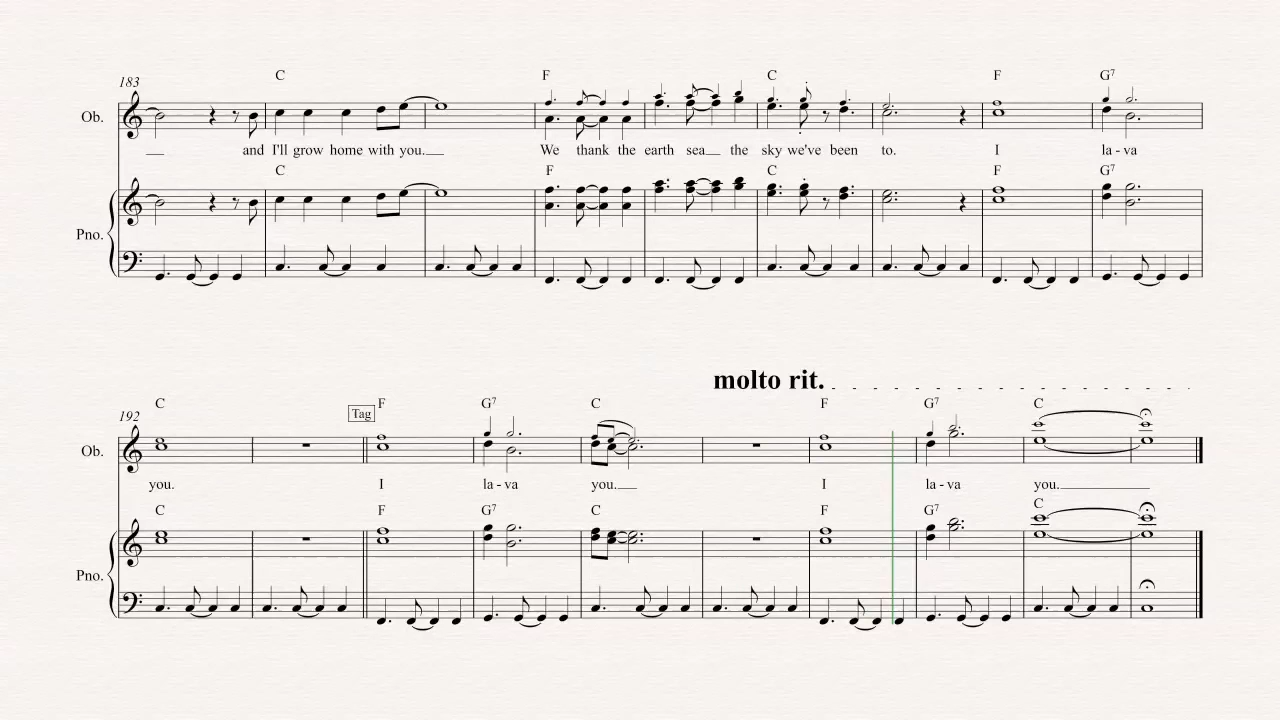 183
C F C F G7
Ob.
and I'll grow home with you. We thank the earth sea the sky we've been to. I la - va
C F C F G7
Pno.
molto rit.
192
C Tag F G7 C F G7 C
Ob.
you. I la - va you. I la - va you.
C F G7 C F G7 C
Pno.